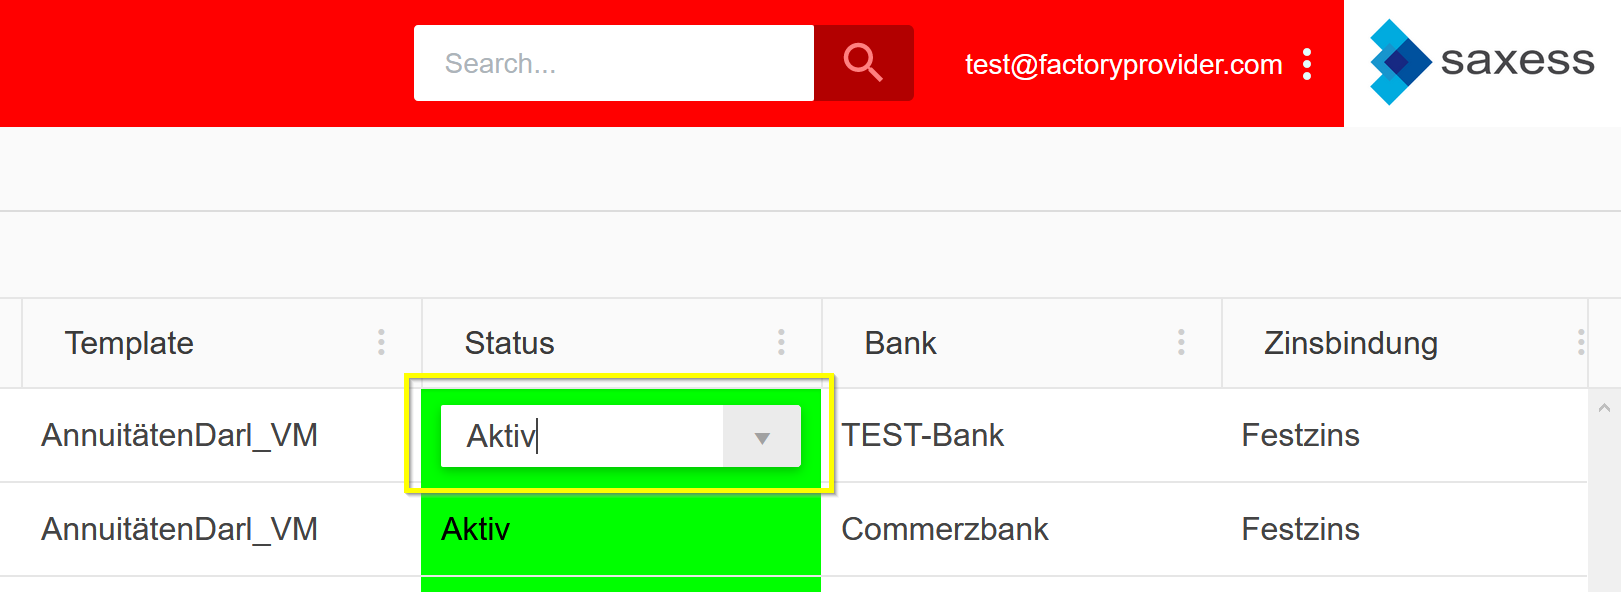 Search...
test@factoryprovider.com
saxess
Template Status Bank Zinsbindung
AnnuitätenDarl_VM Aktiv TEST-Bank Festzins
AnnuitätenDarl_VM Aktiv Commerzbank Festzins